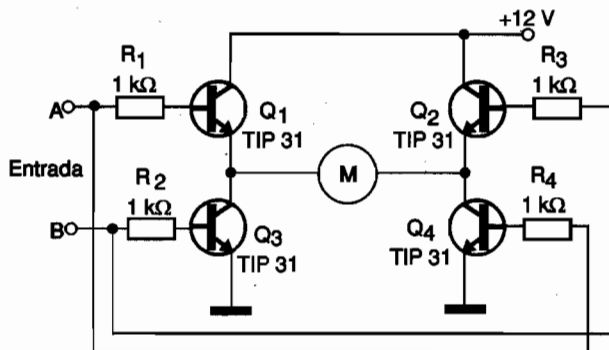 +12 V
R1
1 kΩ
R3
1 kΩ
A
Q1
TIP 31
Q2
TIP 31
Entrada
M
R2
1 kΩ
R4
1 kΩ
B
Q3
TIP 31
Q4
TIP 31